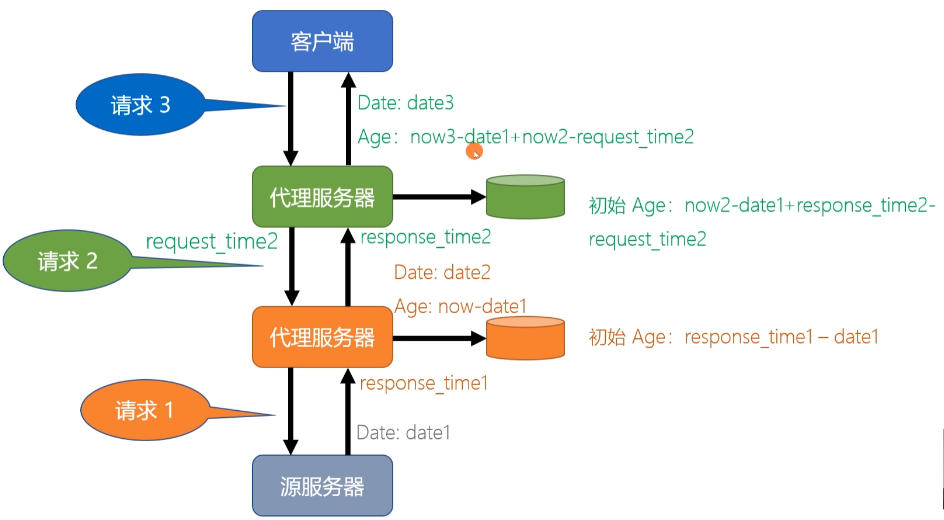 客户端
请求 3
Date: date3
Age：now3-date1+now2-request_time2
代理服务器
初始 Age：now2-date1+response_time2-
request_time2
request_time2
response_time2
请求 2
Date: date2
Age: now-date1
代理服务器
初始 Age：response_time1 – date1
response_time1
请求 1
Date: date1
源服务器